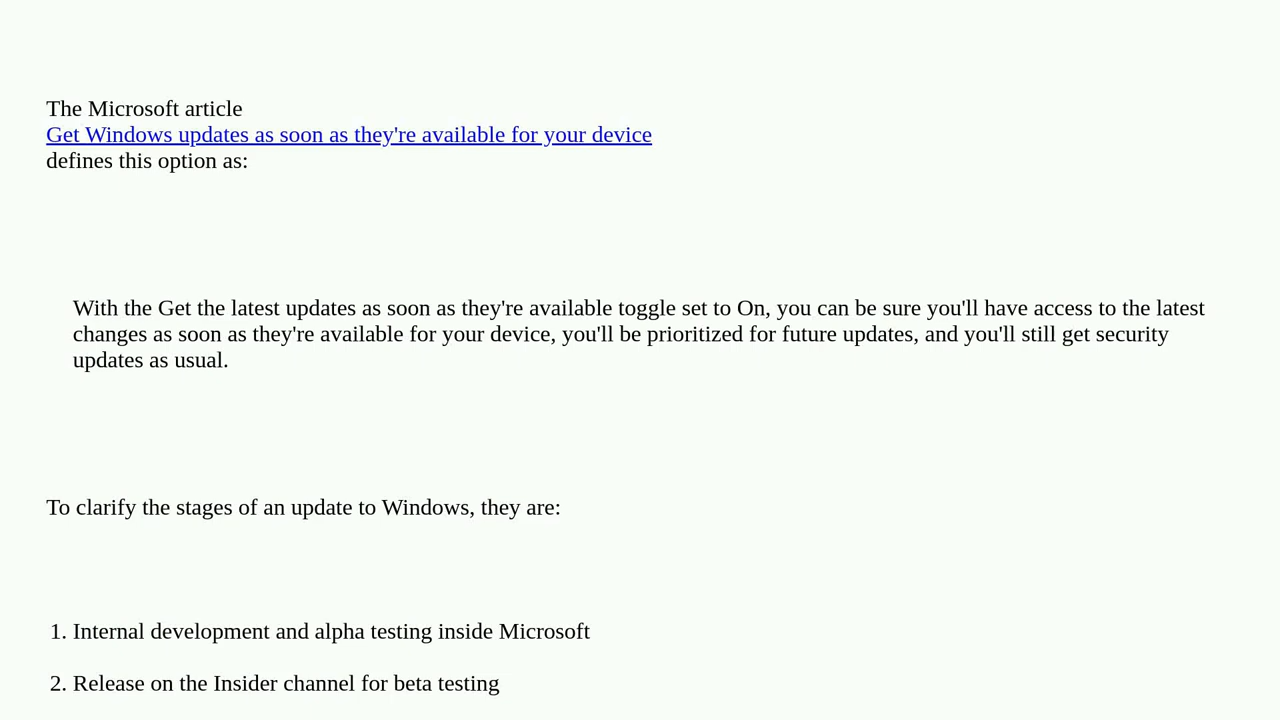 The Microsoft article
Get Windows updates as soon as they're available for your device
defines this option as:
With the Get the latest updates as soon as they're available toggle set to On, you can be sure you'll have access to the latest
changes as soon as they're available for your device, you'll be prioritized for future updates, and you'll still get security
updates as usual.
To clarify the stages of an update to Windows, they are:
1. Internal development and alpha testing inside Microsoft
2. Release on the Insider channel for beta testing